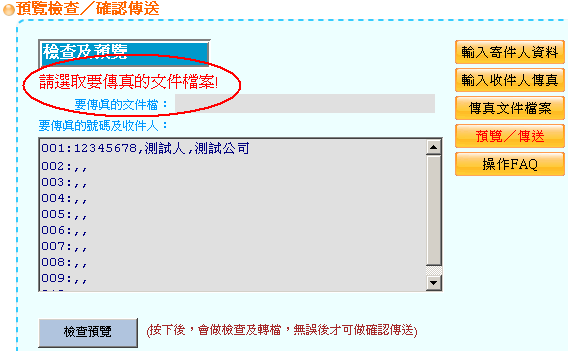 預覽檢查／確認傳送
檢查及預覽
請選取要傳真的文件檔案!
要傳真的文件檔：
要傳真的號碼及收件人：
001:12345678,測試人,測試公司
002:,,
003:,,
004:,,
005:,,
006:,,
007:,,
008:,,
009:,,
檢查預覽
(按下後，會做檢查及轉檔，無誤後才可做確認傳送)
輸入寄件人資料
輸入收件人傳真
傳真文件檔案
預覽／傳送
操作FAQ